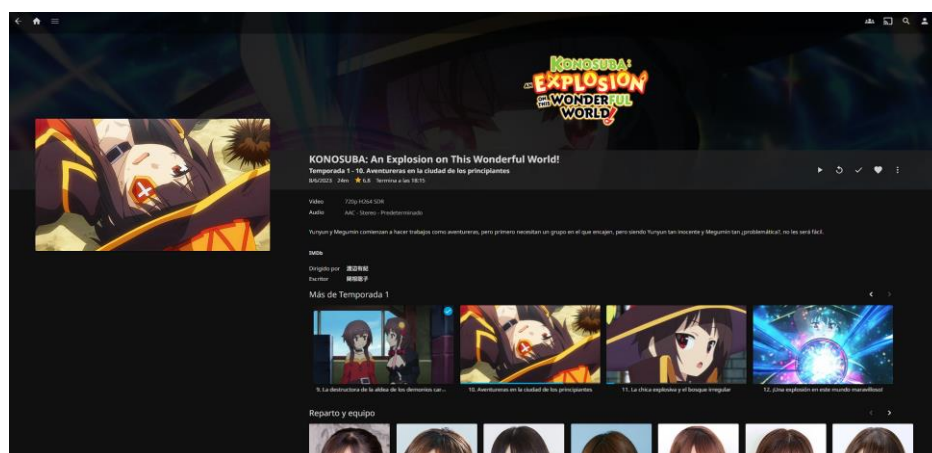 KONOSUBA:
AN EXPLOSION
ON THIS WONDERFUL
WORLD!
KONOSUBA: An Explosion on This Wonderful World!
Temporada 1 - 10. Aventureras en la ciudad de los principiantes
8/6/2023 24m 6,8 Termina a las 18:15
Video 720p H264 SDR
Audio AAC - Stereo - Predeterminado
Yunyun y Megumin comienzan a hacer trabajos como aventureras, pero primero necesitan un grupo en el que encajen, pero siendo Yunyun tan inocente y Megumin tan ¿problemática?, no les será fácil.
IMDb
Dirigido por 渡辺有紀
Escritor
Más de Temporada 1
9. La destructora de la aldea de los demonios car...
10. Aventureras en la ciudad de los principiantes
11. La chica explosiva y el bosque irregular
12. ¡Una explosión en este mundo maravilloso!
Reparto y equipo